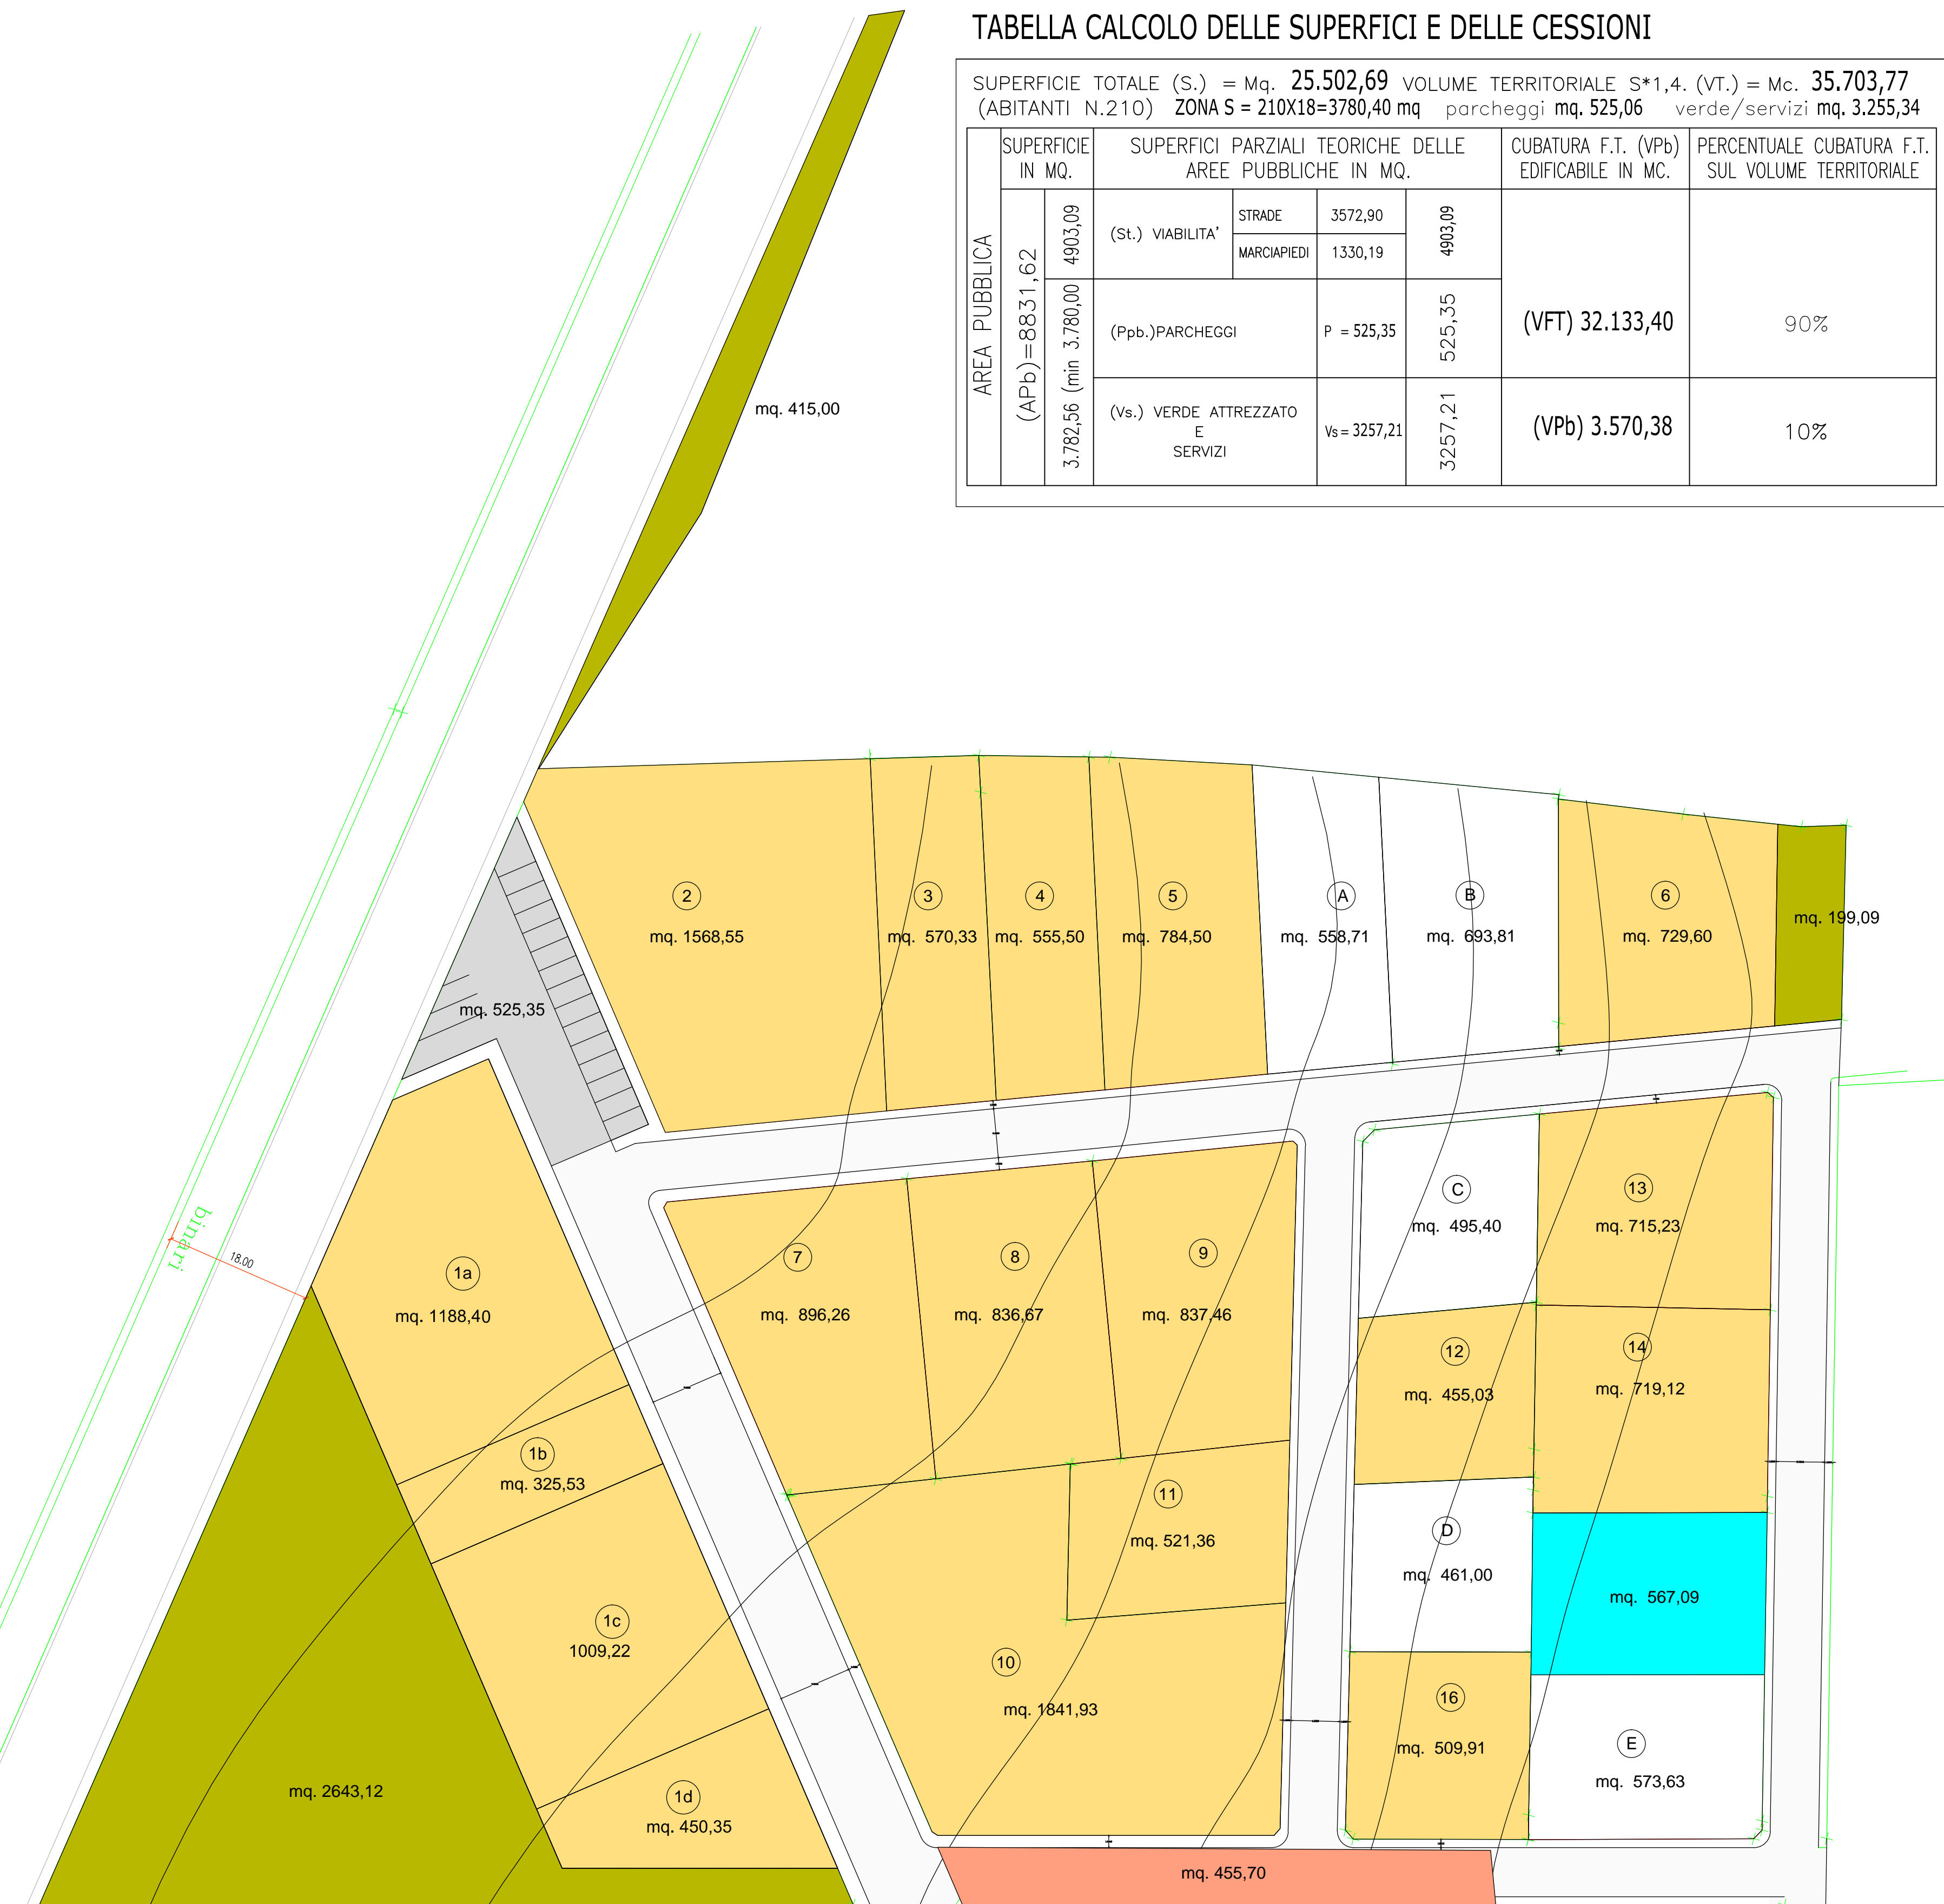 TABELLA CALCOLO DELLE SUPERFICI E DELLE CESSIONI
SUPERFICIE TOTALE (S.) = Mq. 25.502,69 VOLUME TERRITORIALE S*1,4. (VT.) = Mc. 35.703,77
(ABITANTI N.210) ZONA S = 210X18=3780,40 mq parcheggi mq. 525,06 verde/servizi mq. 3.255,34
SUPERFICIE
IN MQ.
SUPERFICI PARZIALI TEORICHE DELLE
AREE PUBBLICHE IN MQ.
CUBATURA F.T. (VPb)
EDIFICABILE IN MC.
PERCENTUALE CUBATURA F.T.
SUL VOLUME TERRITORIALE
AREA PUBBLICA
(APb)=8831,62
4903,09
3.782,56 (min 3.780,00
(St.) VIABILITA'
STRADE
3572,90
MARCIAPIEDI
1330,19
4903,09
(Ppb.)PARCHEGGI
P = 525,35
525,35
(VFT) 32.133,40
90%
(Vs.) VERDE ATTREZZATO
E
SERVIZI
Vs = 3257,21
3257,21
(VPb) 3.570,38
10%
mq. 415,00
2
mq. 1568,55
3
mq. 570,33
4
mq. 555,50
5
mq. 784,50
A
mq. 558,71
B
mq. 693,81
6
mq. 729,60
mq. 199,09
mq. 525,35
binari
18.00
1a
mq. 1188,40
1b
mq. 325,53
1c
1009,22
1d
mq. 450,35
mq. 2643,12
7
mq. 896,26
8
mq. 836,67
9
mq. 837,46
11
mq. 521,36
10
mq. 1841,93
C
mq. 495,40
13
mq. 715,23
12
mq. 455,03
14
mq. 719,12
D
mq. 461,00
mq. 567,09
16
mq. 509,91
E
mq. 573,63
mq. 455,70